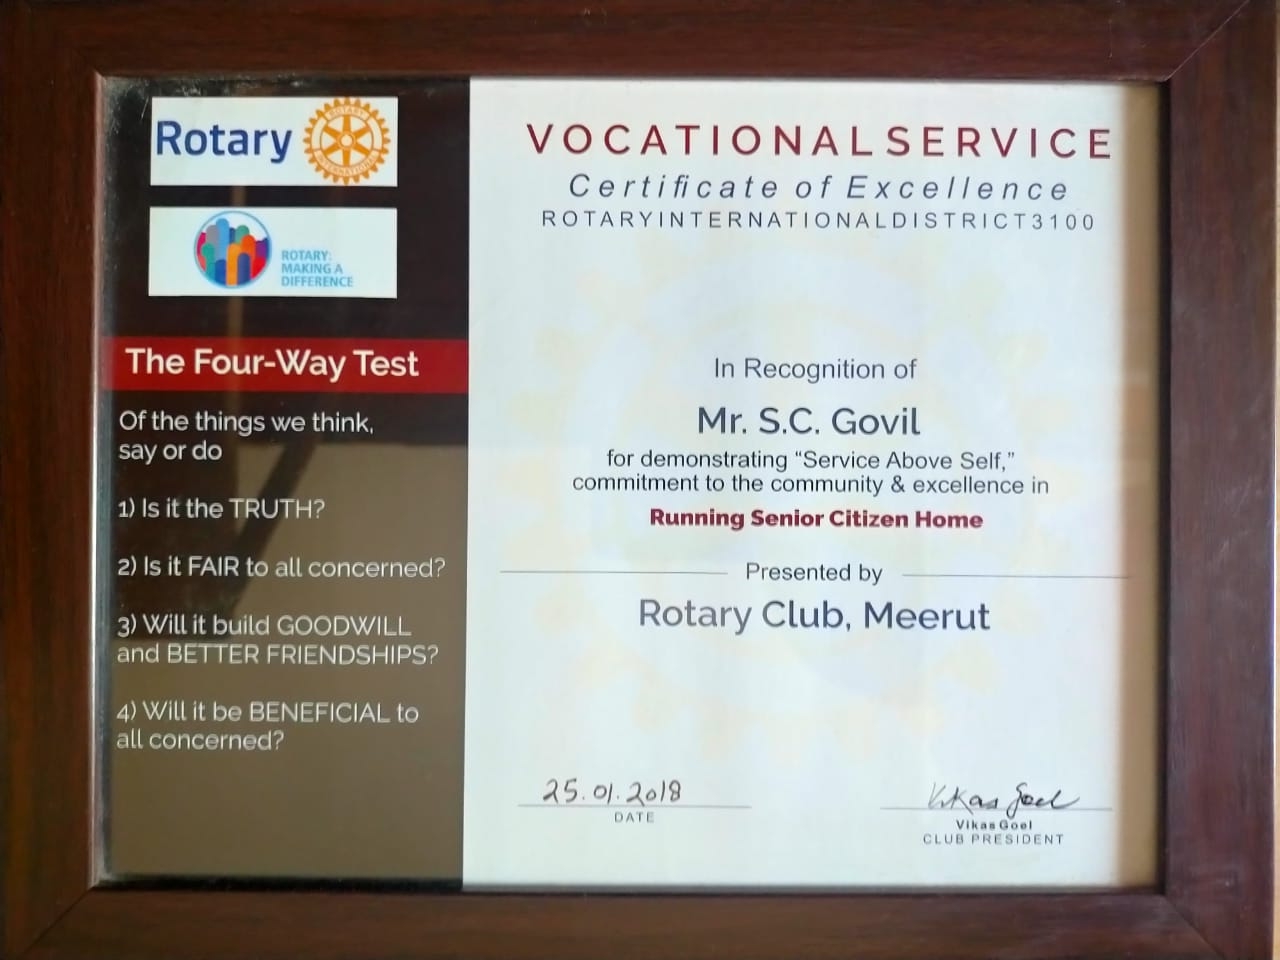 Rotary
ROTARY
INTERNATIONAL
ROTARY:
MAKING A
DIFFERENCE
The Four-Way Test
Of the things we think,
say or do
1) Is it the TRUTH?
2) Is it FAIR to all concerned?
3) Will it build GOODWILL
and BETTER FRIENDSHIPS?
4) Will it be BENEFICIAL to
all concerned?
VOCATIONALSERVICE
Certificate of Excellence
ROTARYINTERNATIONALDISTRICT3100
In Recognition of
Mr. S.C. Govil
for demonstrating “Service Above Self,”
commitment to the community & excellence in
Running Senior Citizen Home
Presented by
Rotary Club, Meerut
25.01.2018
DATE
Vikas Goel
Vikas Goel
CLUB PRESIDENT